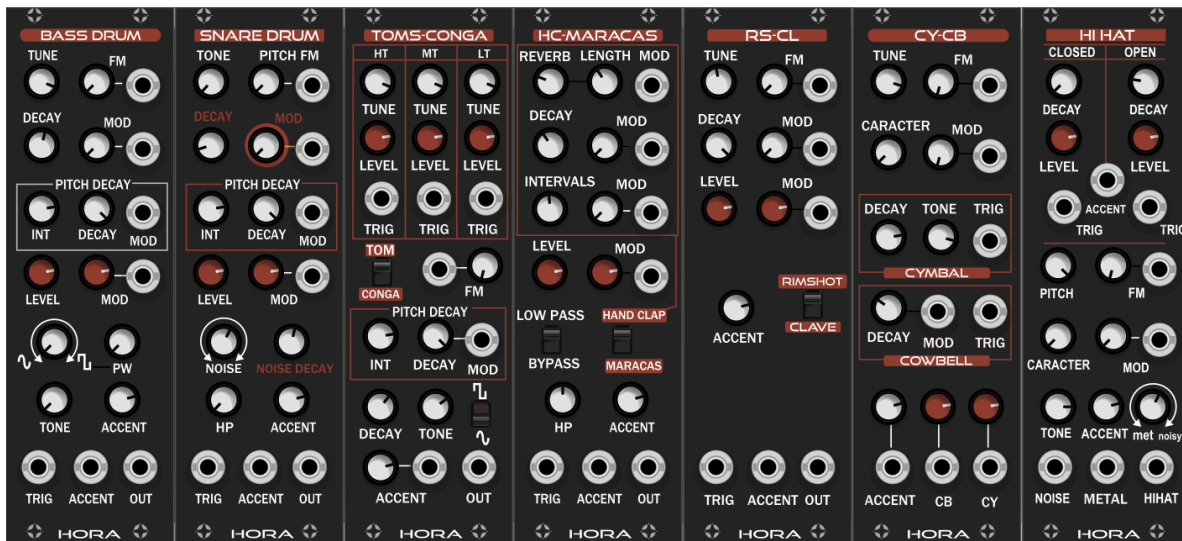 BASS DRUM
TUNE FM
DECAY MOD
PITCH DECAY
INT DECAY MOD
LEVEL MOD
PW
TONE ACCENT
TRIG ACCENT OUT
HORA
SNARE DRUM
TONE PITCH FM
DECAY MOD
PITCH DECAY
INT DECAY MOD
LEVEL MOD
NOISE NOISE DECAY
HP ACCENT
TRIG ACCENT OUT
HORA
TOMS-CONGA
HT MT LT
TUNE TUNE TUNE
LEVEL LEVEL LEVEL
TRIG TRIG TRIG
TOM
CONGA
FM
PITCH DECAY
INT DECAY MOD
DECAY TONE
ACCENT OUT
HORA
HC-MARACAS
REVERB LENGTH MOD
DECAY MOD
INTERVALS MOD
LEVEL MOD
LOW PASS HAND CLAP
BYPASS MARACAS
HP ACCENT
TRIG ACCENT OUT
HORA
RS-CL
TUNE FM
DECAY MOD
LEVEL MOD
RIMSHOT
ACCENT CLAVE
TRIG ACCENT OUT
HORA
CY-CB
TUNE FM
CARACTER MOD
DECAY TONE TRIG
CYMBAL
DECAY MOD TRIG
COWBELL
ACCENT CB CY
HORA
HI HAT
CLOSED OPEN
DECAY DECAY
LEVEL LEVEL
ACCENT
TRIG TRIG
PITCH FM
CARACTER MOD
TONE ACCENT met noisy
NOISE METAL HIHAT
HORA